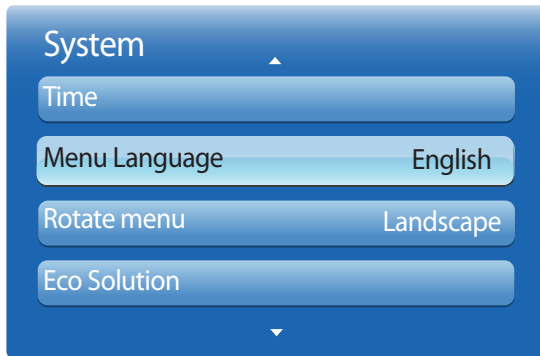 System
Time
Menu Language English
Rotate menu Landscape
Eco Solution